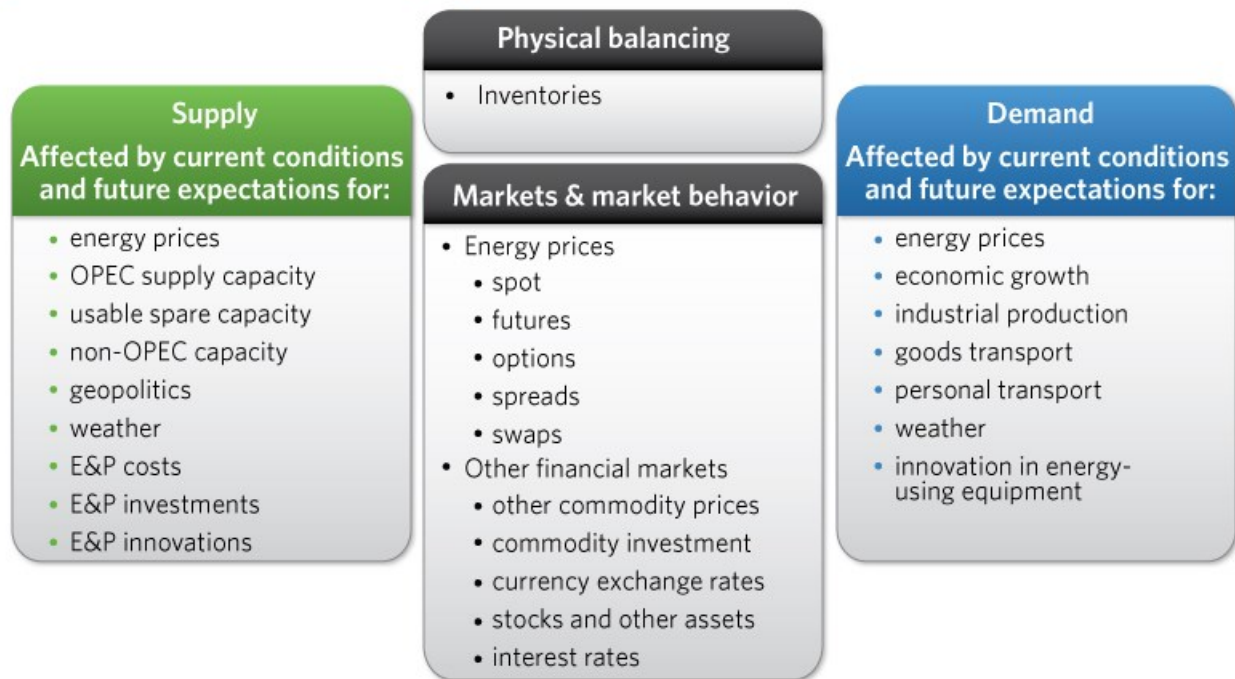 Supply
Affected by current conditions
and future expectations for:
• energy prices
• OPEC supply capacity
• usable spare capacity
• non-OPEC capacity
• geopolitics
• weather
• E&P costs
• E&P investments
• E&P innovations
Physical balancing
• Inventories
Markets & market behavior
• Energy prices
• spot
• futures
• options
• spreads
• swaps
• Other financial markets
• other commodity prices
• commodity investment
• currency exchange rates
• stocks and other assets
• interest rates
Demand
Affected by current conditions
and future expectations for:
• energy prices
• economic growth
• industrial production
• goods transport
• personal transport
• weather
• innovation in energy-
using equipment